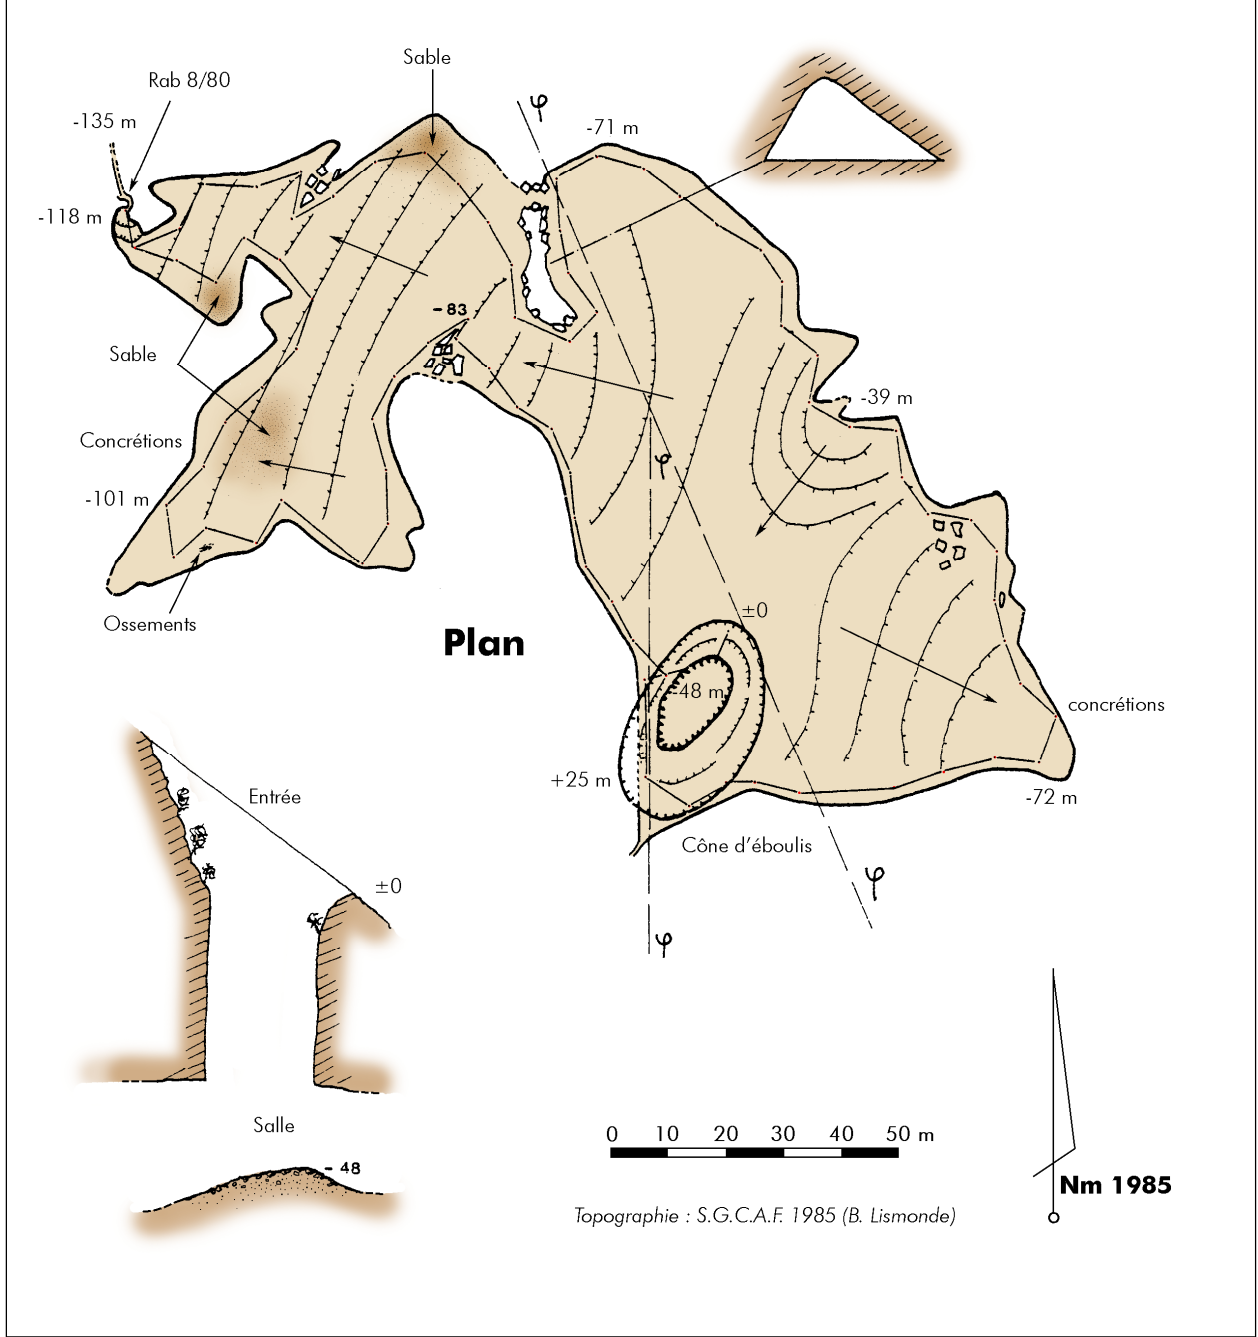 Sable
Rab 8/80
-135 m
φ
-71 m
-118 m
- 83
Sable
-39 m
Concrétions
φ
-101 m
±0
Ossements
Plan
-48 m
concrétions
+25 m
Entrée
-72 m
Cône d'éboulis
φ
±0
φ
Salle
0 10 20 30 40 50 m
- 48
Nm 1985
Topographie : S.G.C.A.F. 1985 (B. Lismonde)